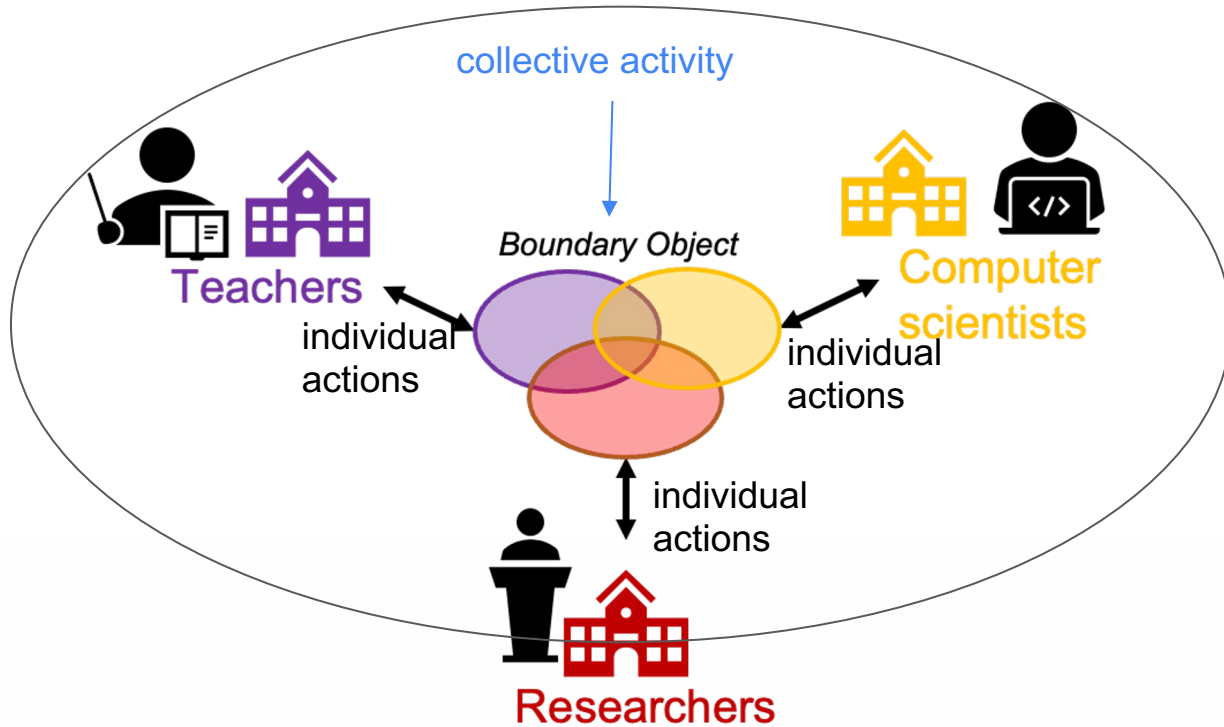 collective activity
Boundary Object
Teachers
Computer
scientists
individual
actions
individual
actions
individual
actions
</>
Researchers